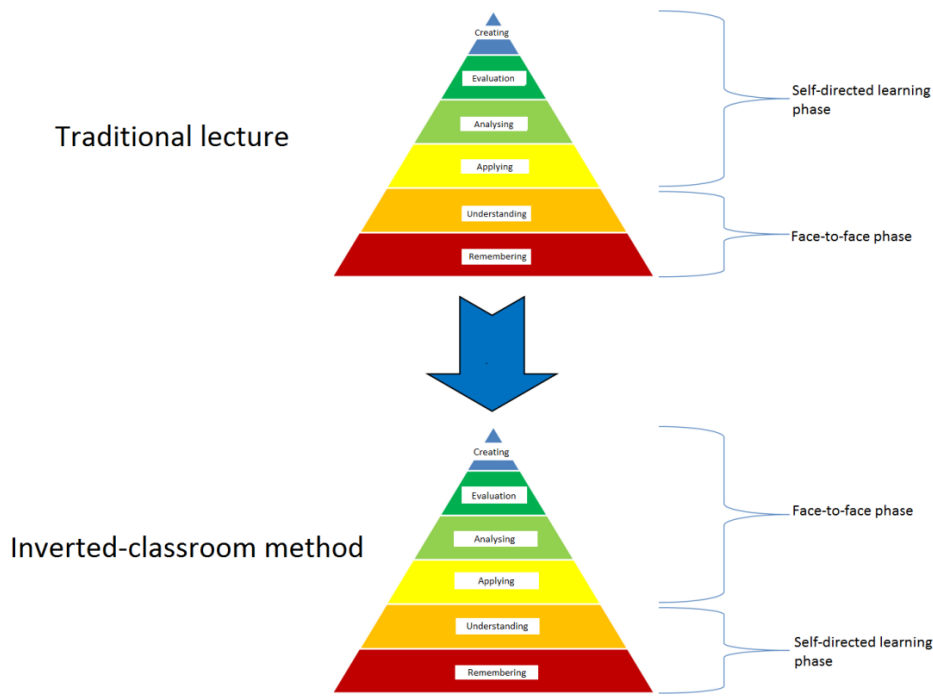 Creating
Evaluation
Self-directed learning
phase
Analysing
Traditional lecture
Applying
Understanding
Face-to-face phase
Remembering
Creating
Evaluation
Face-to-face phase
Analysing
Inverted-classroom method
Applying
Understanding
Self-directed learning
phase
Remembering